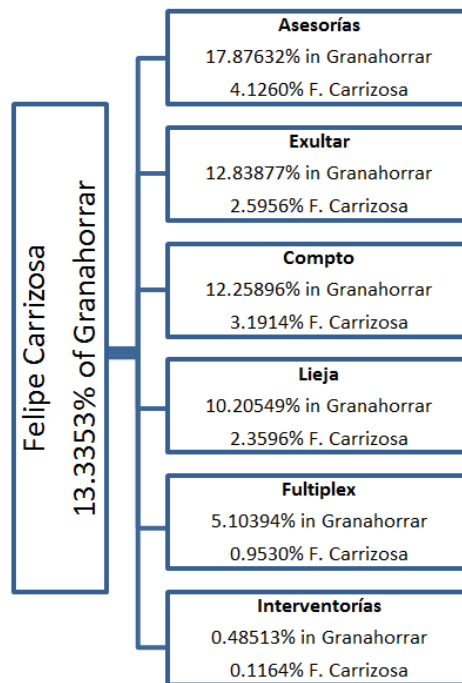 Felipe Carrizosa
13.3353% of Granahorrar
Asesorías
17.87632% in Granahorrar
4.1260% F. Carrizosa
Exultar
12.83877% in Granahorrar
2.5956% F. Carrizosa
Compto
12.25896% in Granahorrar
3.1914% F. Carrizosa
Lieja
10.20549% in Granahorrar
2.3596% F. Carrizosa
Fultiplex
5.10394% in Granahorrar
0.9530% F. Carrizosa
Interventorías
0.48513% in Granahorrar
0.1164% F. Carrizosa